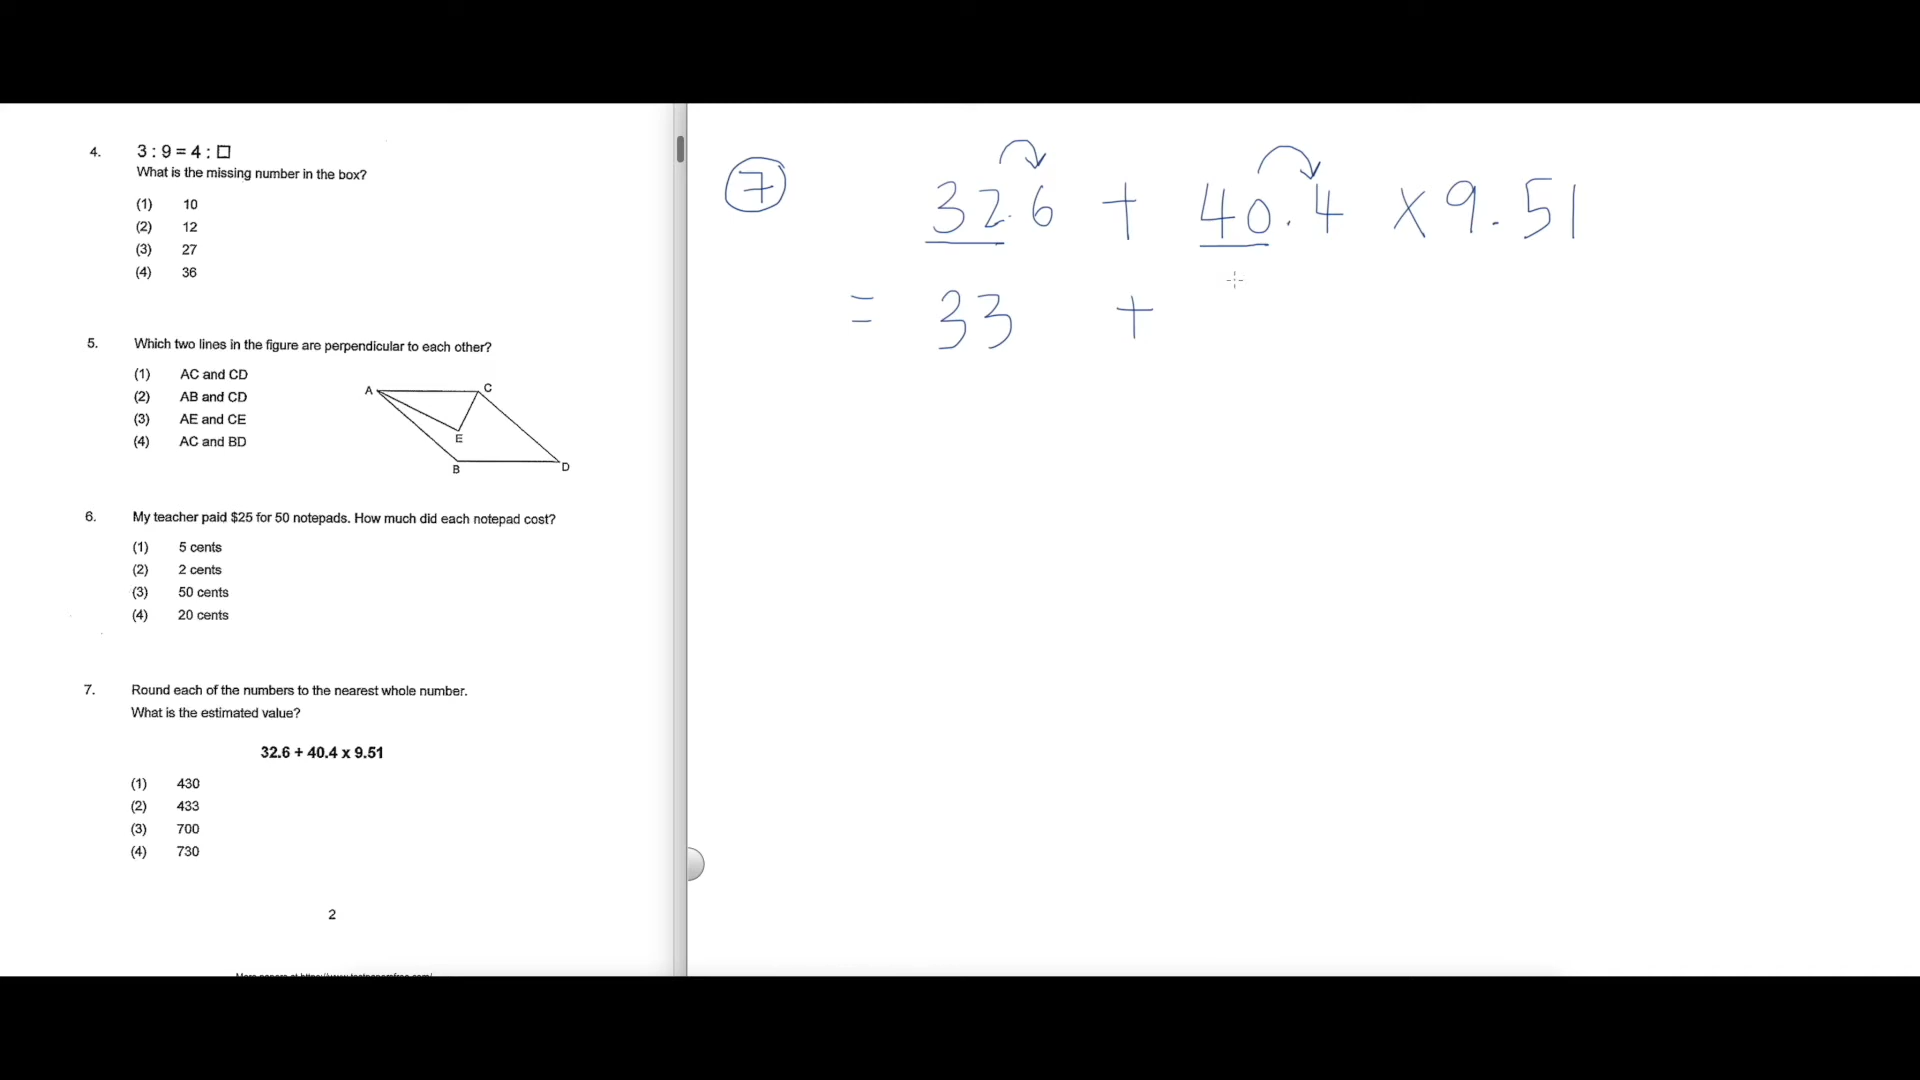 4. 3 : 9 = 4 : □
What is the missing number in the box?
(1) 10
(2) 12
(3) 27
(4) 36
5. Which two lines in the figure are perpendicular to each other?
(1) AC and CD
(2) AB and CD
(3) AE and CE
(4) AC and BD
A
C
E
B
D
6. My teacher paid $25 for 50 notepads. How much did each notepad cost?
(1) 5 cents
(2) 2 cents
(3) 50 cents
(4) 20 cents
7. Round each of the numbers to the nearest whole number.
What is the estimated value?
32.6 + 40.4 x 9.51
(1) 430
(2) 433
(3) 700
(4) 730
2
7 32.6 + 40.4 × 9.51
= 33 +